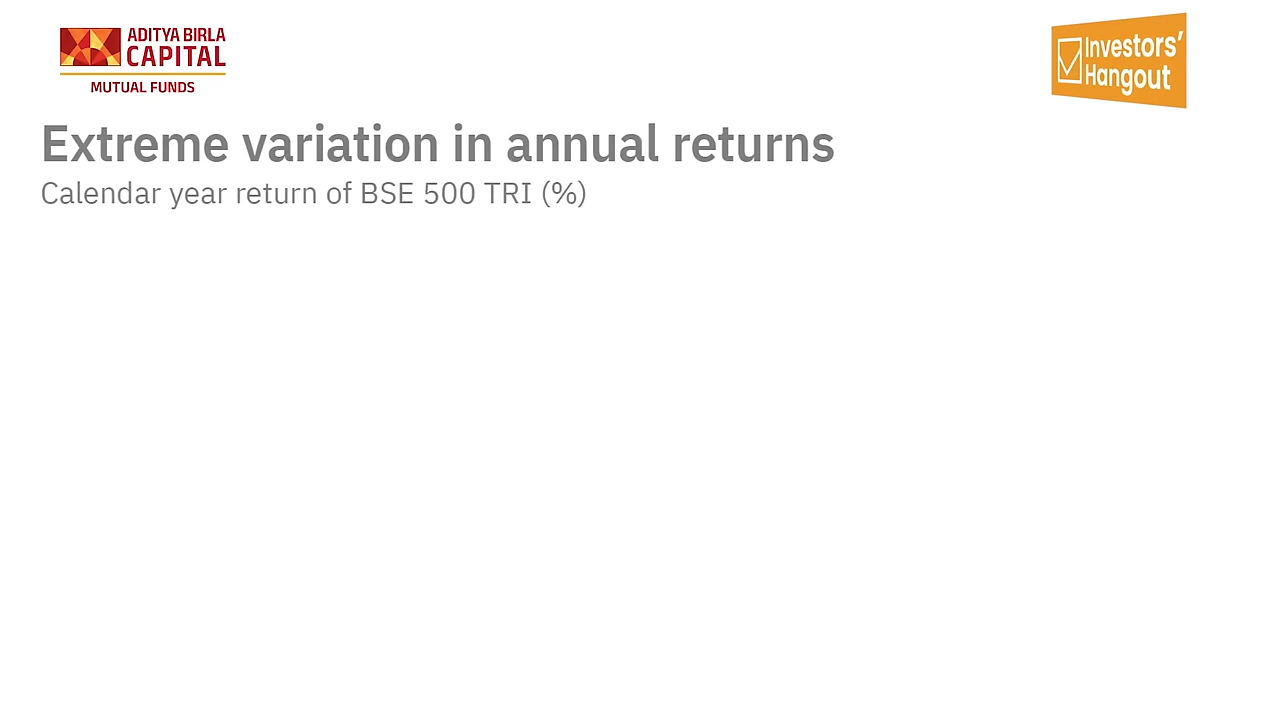 ADITYA BIRLA
CAPITAL
MUTUAL FUNDS
Investors'
Hangout
Extreme variation in annual returns
Calendar year return of BSE 500 TRI (%)